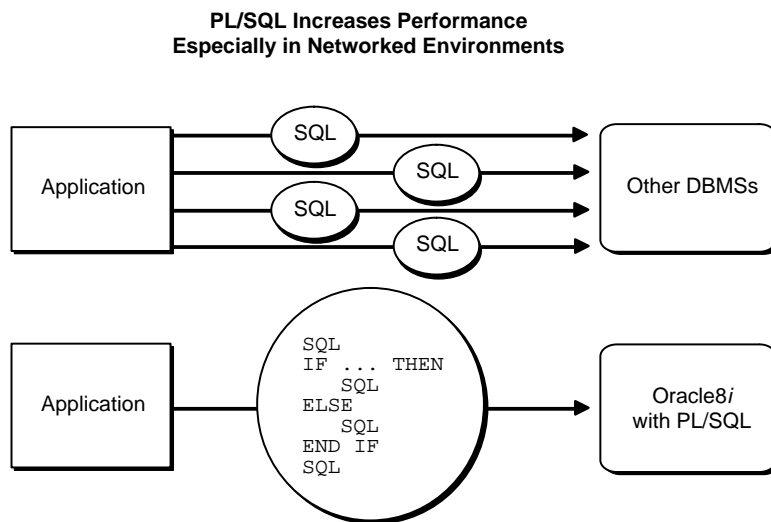 PL/SQL Increases Performance
Especially in Networked Environments
SQL
SQL
SQL
SQL
Application
Other DBMSs
SQL
IF ... THEN
    SQL
ELSE
    SQL
END IF
SQL
Application
Oracle8i
with PL/SQL